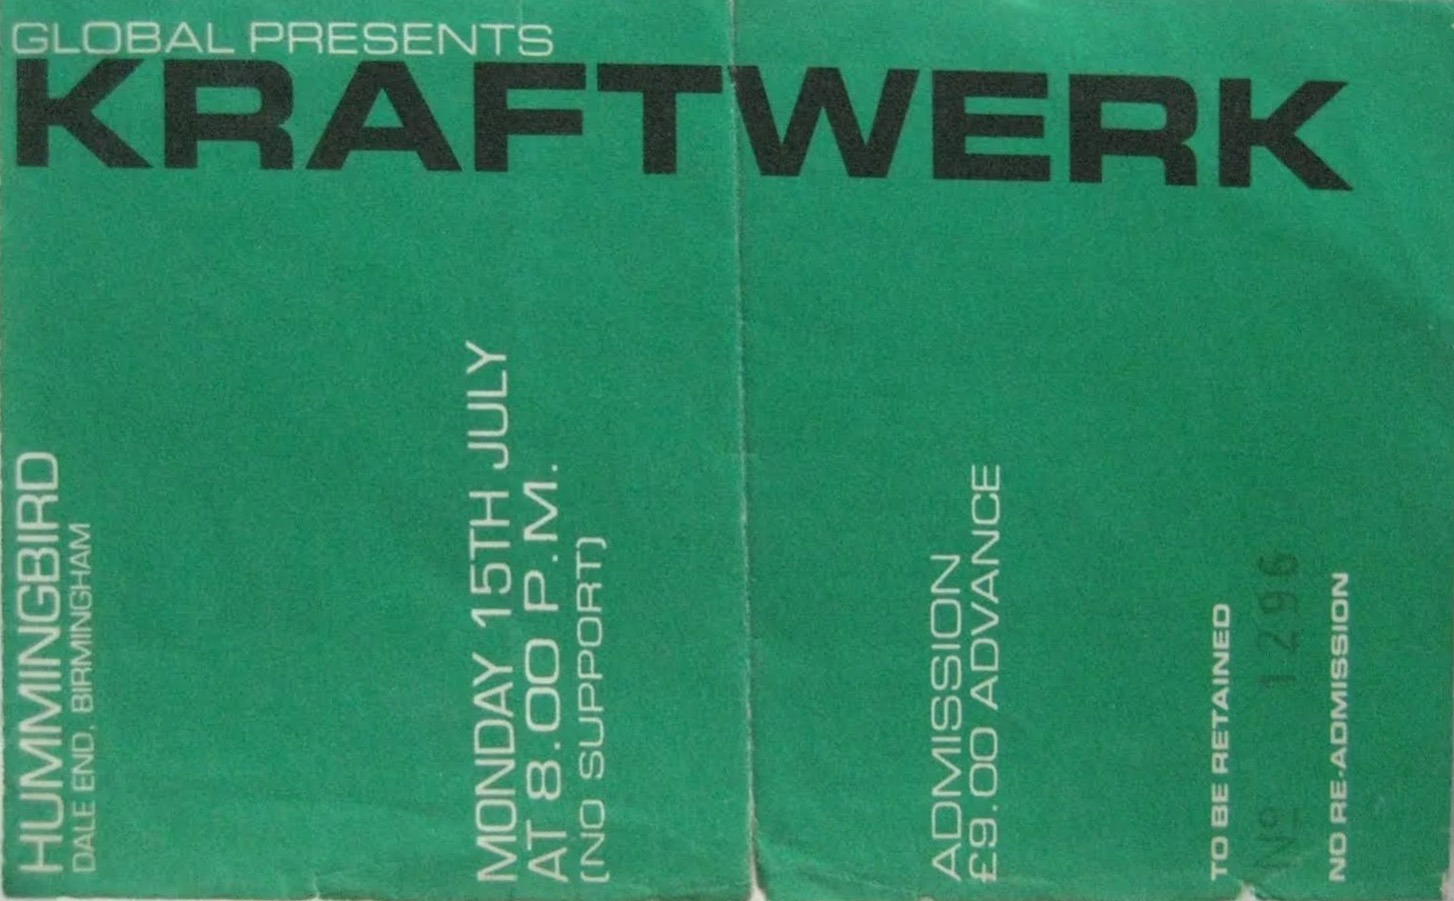 GLOBAL PRESENTS
KRAFTWERK
HUMMINGBIRD
DALE END, BIRMINGHAM
MONDAY 15TH JULY
AT 8.00 P.M.
(NO SUPPORT)
ADMISSION
£9.00 ADVANCE
TO BE RETAINED
Nº 1296
NO RE-ADMISSION